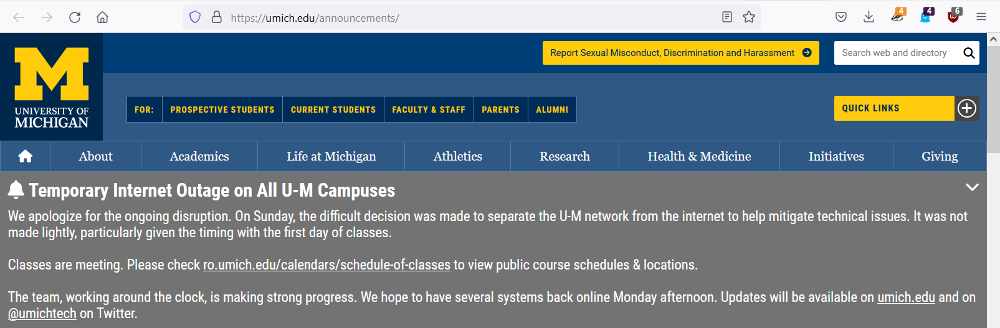 https://umich.edu/announcements/
4
4
6
M
UNIVERSITY OF
MICHIGAN
Report Sexual Misconduct, Discrimination and Harassment
Search web and directory
FOR:
PROSPECTIVE STUDENTS
CURRENT STUDENTS
FACULTY & STAFF
PARENTS
ALUMNI
QUICK LINKS
About
Academics
Life at Michigan
Athletics
Research
Health & Medicine
Initiatives
Giving
Temporary Internet Outage on All U-M Campuses
We apologize for the ongoing disruption. On Sunday, the difficult decision was made to separate the U-M network from the internet to help mitigate technical issues. It was not
made lightly, particularly given the timing with the first day of classes.
Classes are meeting. Please check ro.umich.edu/calendars/schedule-of-classes to view public course schedules & locations.
The team, working around the clock, is making strong progress. We hope to have several systems back online Monday afternoon. Updates will be available on umich.edu and on
@umichtech on Twitter.